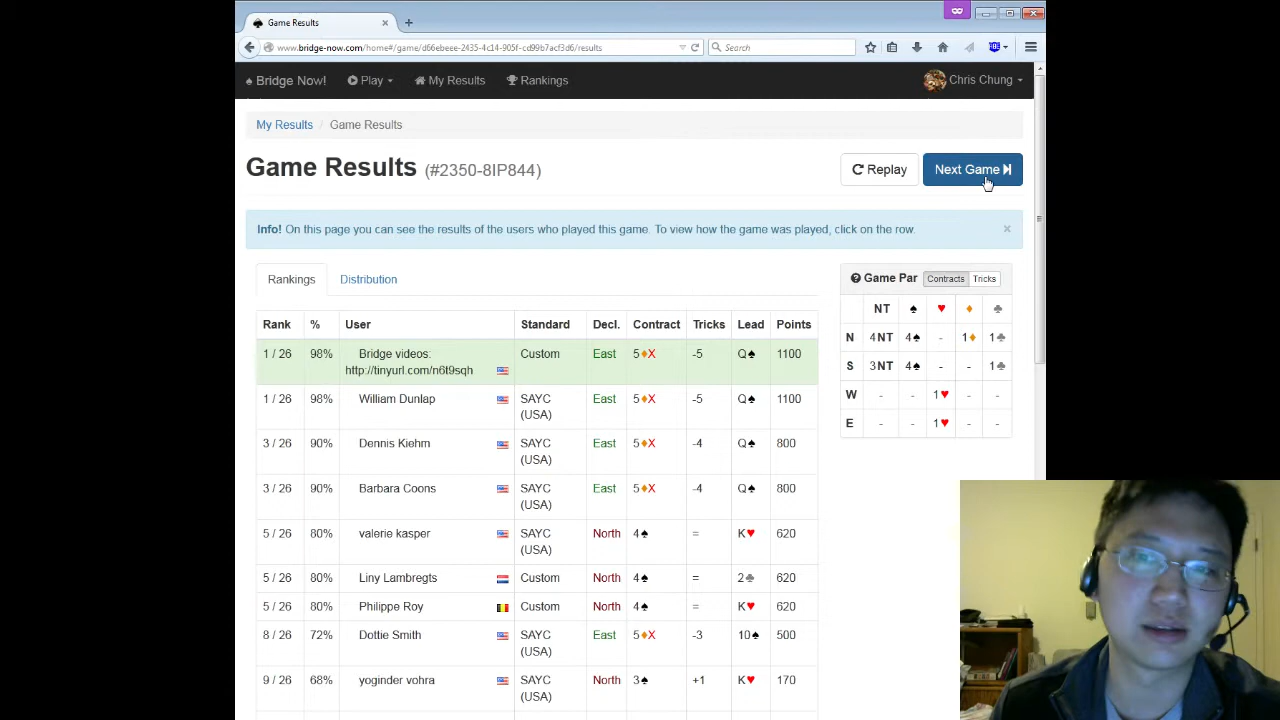 Game Results
www.bridge-now.com/home#/game/d66ebeee-2435-4c14-905f-cd99b7acf3d6/results
Search
♠ Bridge Now! Play My Results Rankings Chris Chung
My Results / Game Results
Game Results (#2350-8IP844)
Replay Next Game
Info! On this page you can see the results of the users who played this game. To view how the game was played, click on the row. ×
Rankings Distribution
Rank % User Standard Decl. Contract Tricks Lead Points
1 / 26 98% Bridge videos: http://tinyurl.com/n6t9sqh Custom East 5♦X -5 Q♠ 1100
1 / 26 98% William Dunlap SAYC (USA) East 5♦X -5 Q♠ 1100
3 / 26 90% Dennis Kiehm SAYC (USA) East 5♦X -4 Q♠ 800
3 / 26 90% Barbara Coons SAYC (USA) East 5♦X -4 Q♠ 800
5 / 26 80% valerie kasper SAYC (USA) North 4♠ = K♥ 620
5 / 26 80% Liny Lambregts Custom North 4♠ = 2♣ 620
5 / 26 80% Philippe Roy Custom North 4♠ = K♥ 620
8 / 26 72% Dottie Smith SAYC (USA) East 5♦X -3 10♠ 500
9 / 26 68% yoginder vohra SAYC (USA) North 3♠ +1 K♥ 170
Game Par Contracts Tricks
NT ♠ ♥ ♦ ♣
N 4NT 4♠ - 1♦ 1♣
S 3NT 4♠ - - 1♣
W - - 1♥ - -
E - - 1♥ - -